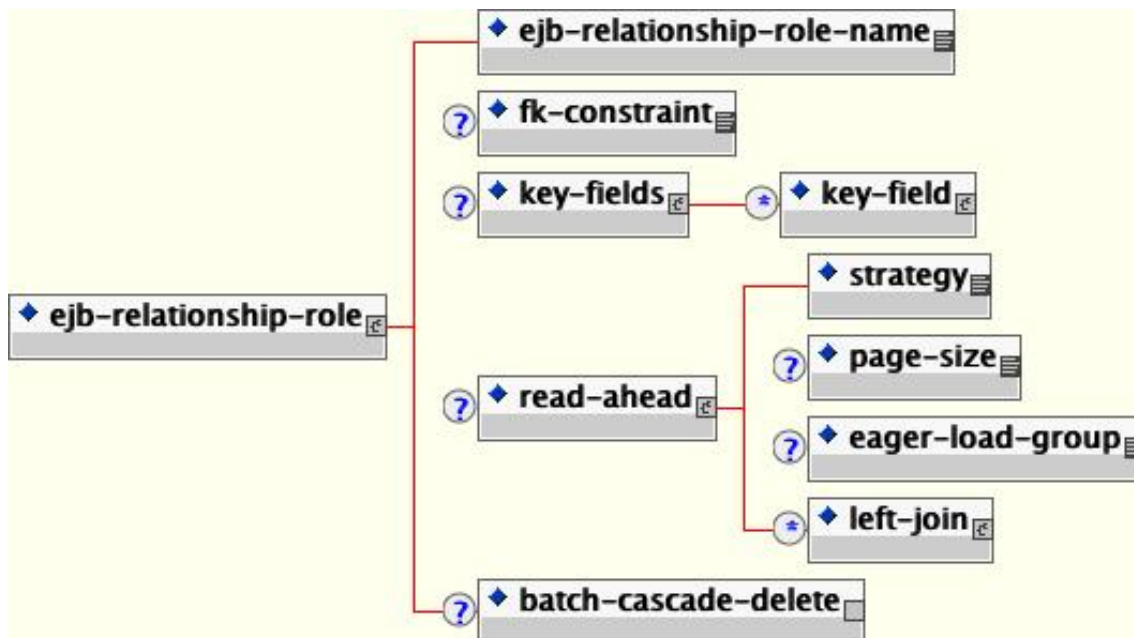 ejb-relationship-role-name
? fk-constraint
? key-fields * key-field
strategy
ejb-relationship-role
? page-size
? read-ahead
? eager-load-group
* left-join
? batch-cascade-delete